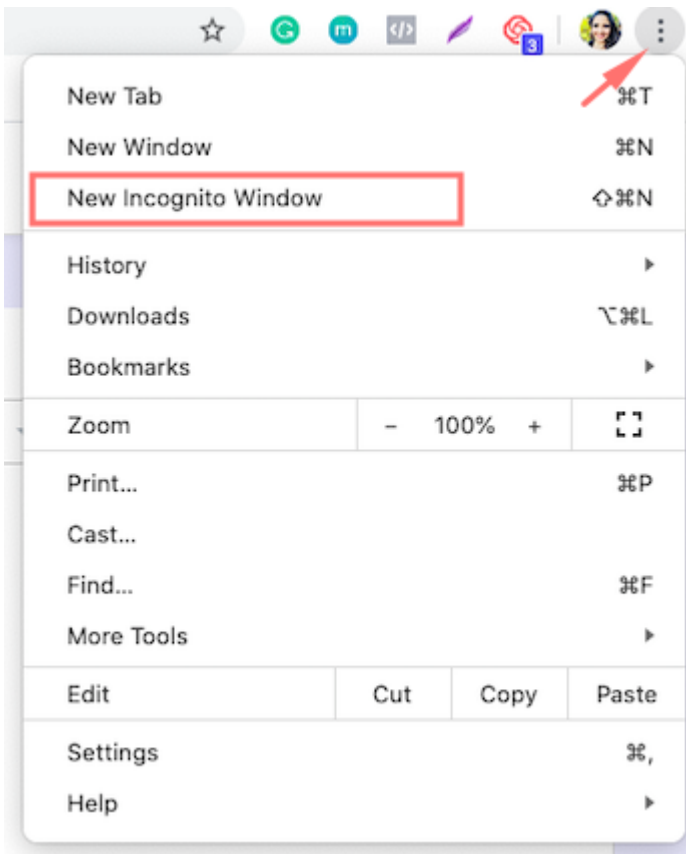 G m </> 3
New Tab ⌘T
New Window ⌘N
New Incognito Window ⇧⌘N
History
Downloads ⌥⌘L
Bookmarks
Zoom - 100% +
Print... ⌘P
Cast...
Find... ⌘F
More Tools
Edit Cut Copy Paste
Settings ⌘,
Help